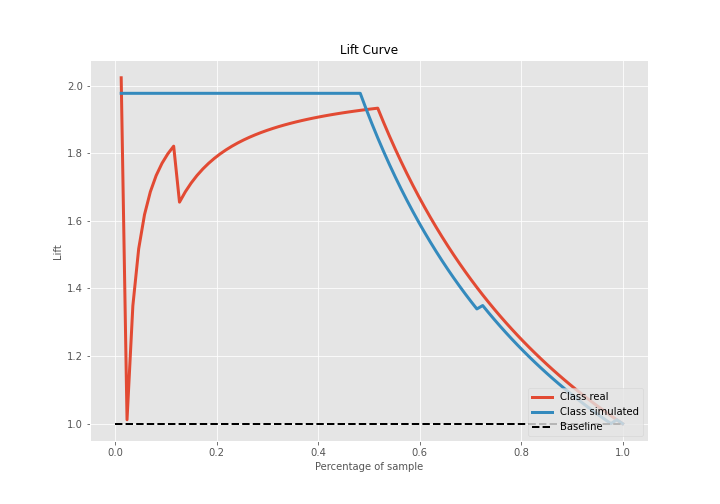 Lift Curve
Lift
2.0
1.8
1.6
1.4
1.2
1.0
0.0 0.2 0.4 0.6 0.8 1.0
Percentage of sample
Class real
Class simulated
Baseline